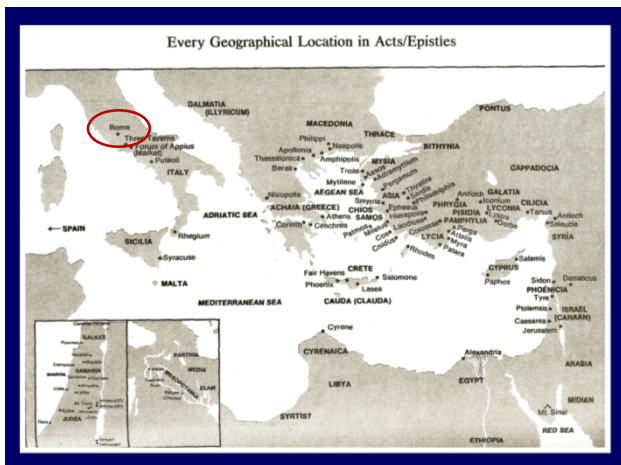 Every Geographical Location in Acts/Epistles
DALMATIA
(ILLYRICUM)
PONTUS
Rome
Three Taverns
Forum of Appius
(Market)
Puteoli
ITALY
MACEDONIA
THRACE
BITHYNIA
Philippi
Neapolis
Apollonia
Amphipolis
Thessalonica
Berea
MYSIA
Troas
Assos
Adramyttium
Mytilene
Pergamum
CAPPADOCIA
AEGEAN SEA
ASIA
Thyatira
Sardis
Philadelphia
Smyrna
Nicopolis
ACHAIA (GREECE)
CHIOS
SAMOS
Ephesus
Hierapolis
Laodicea
Colossae
PHRYGIA
Antioch
GALATIA
Iconium
LYCONIA
PISIDIA
Lystra
Derbe
PAMPHYLIA
CILICIA
Tarsus
Antioch
Seleucia
SYRIA
ADRIATIC SEA
Athens
Corinth
Cenchrea
Patmos
Miletus
Cos
Cnidus
LYCIA
Perga
Attalia
Myra
Patara
Rhodes
SPAIN
SICILIA
Rhegium
Syracuse
MALTA
MEDITERRANEAN SEA
CRETE
Fair Havens
Phoenix
Salomone
Lasea
CAUDA (CLAUDA)
Salamis
CYPRUS
Paphos
Sidon
Damascus
PHOENICIA
Tyre
Ptolemais
ISRAEL
(CANAAN)
Caesarea
Jerusalem
Cyrene
CYRENAICA
Alexandria
EGYPT
LIBYA
ARABIA
MIDIAN
Mt. Sinai
RED SEA
SYRTIS?
ETHIOPIA
GALILEE
SAMARIA
JUDEA
Gaza
PARTHIA
MEDIA
MESOPOTAMIA
ELAM